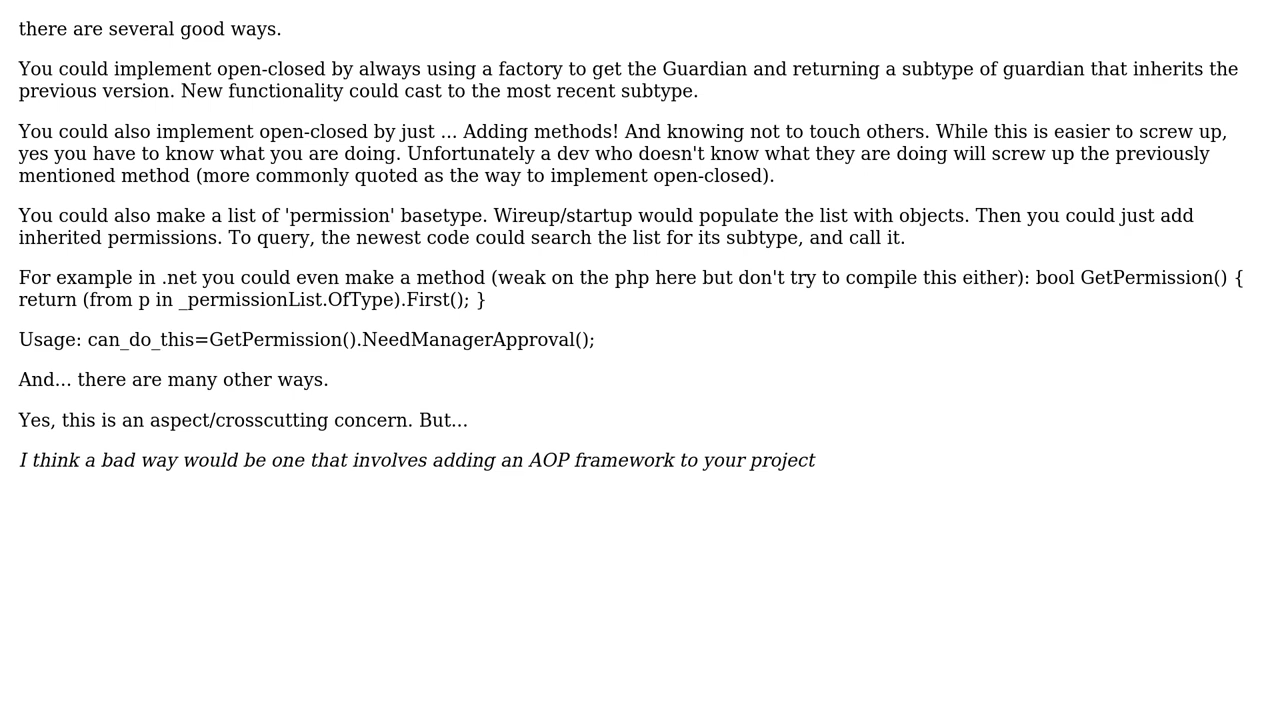 there are several good ways.
You could implement open-closed by always using a factory to get the Guardian and returning a subtype of guardian that inherits the
previous version. New functionality could cast to the most recent subtype.
You could also implement open-closed by just ... Adding methods! And knowing not to touch others. While this is easier to screw up,
yes you have to know what you are doing. Unfortunately a dev who doesn't know what they are doing will screw up the previously
mentioned method (more commonly quoted as the way to implement open-closed).
You could also make a list of 'permission' basetype. Wireup/startup would populate the list with objects. Then you could just add
inherited permissions. To query, the newest code could search the list for its subtype, and call it.
For example in .net you could even make a method (weak on the php here but don't try to compile this either): bool GetPermission() {
return (from p in _permissionList.OfType).First(); }
Usage: can_do_this=GetPermission().NeedManagerApproval();
And... there are many other ways.
Yes, this is an aspect/crosscutting concern. But...
I think a bad way would be one that involves adding an AOP framework to your project